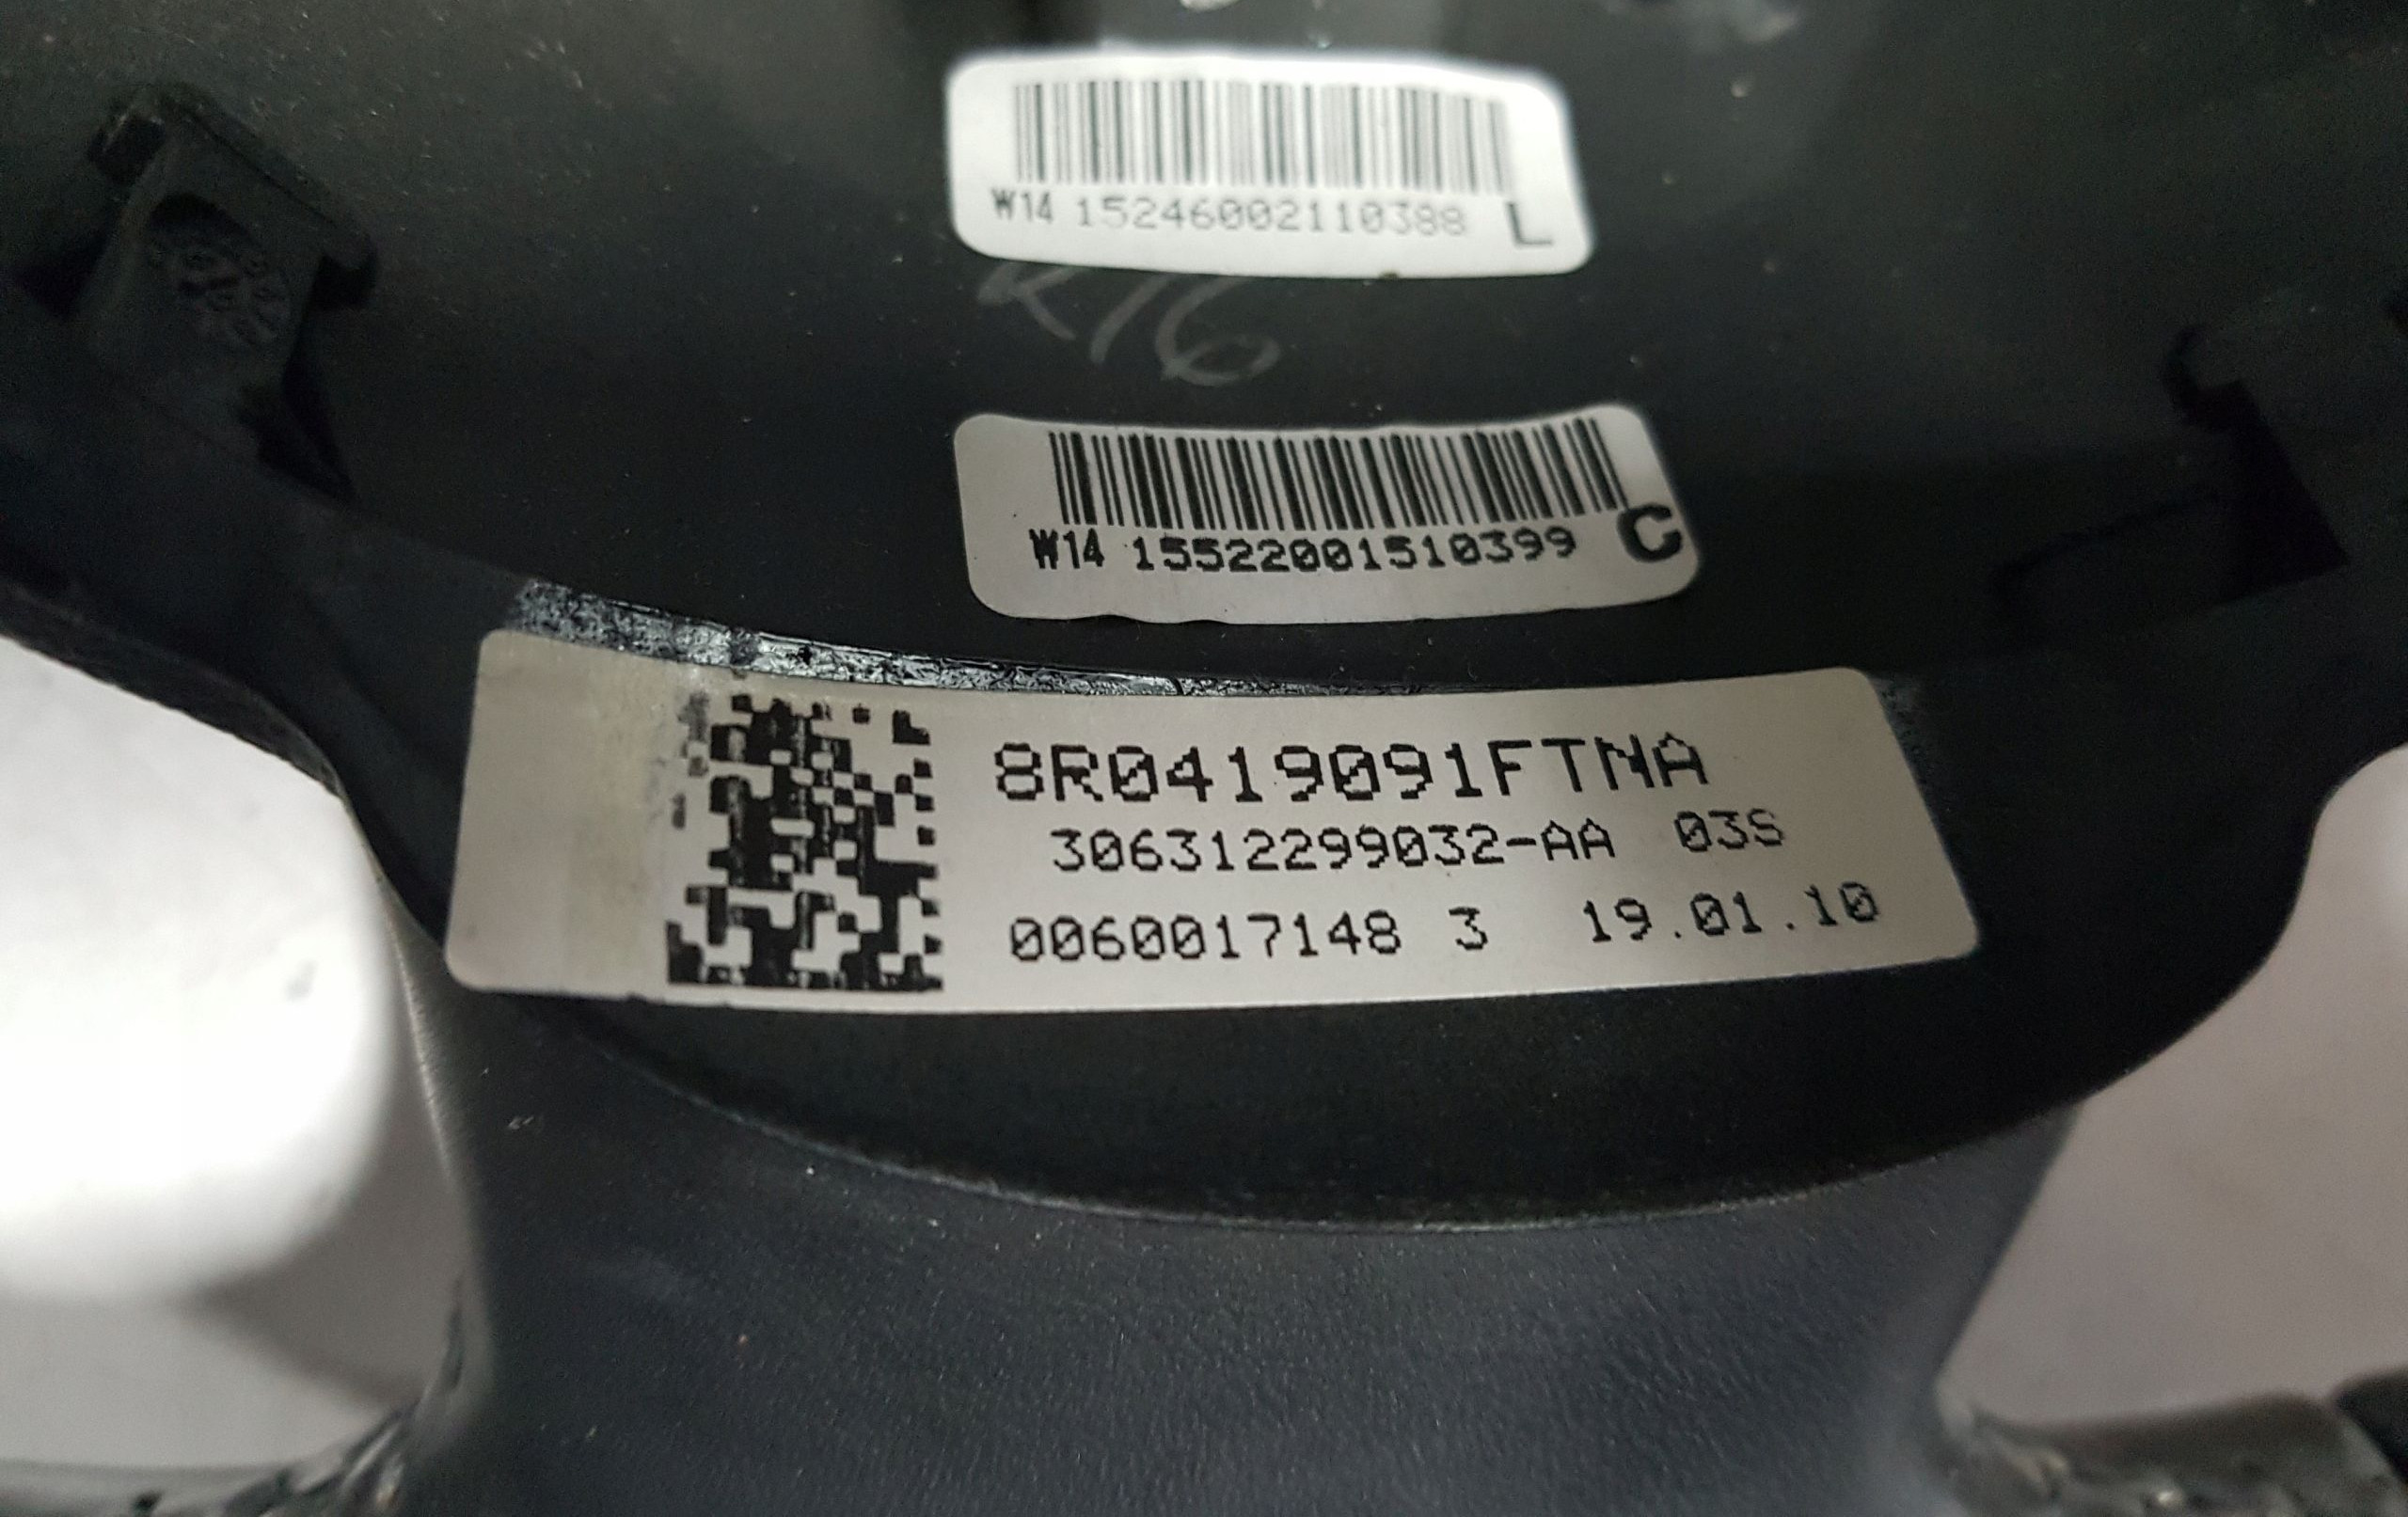 W14 15246002110388 L
K16
W14 15522001510399 C
8R0419091FTNA
306312299032-AA 03S
0060017148 3 19.01.10